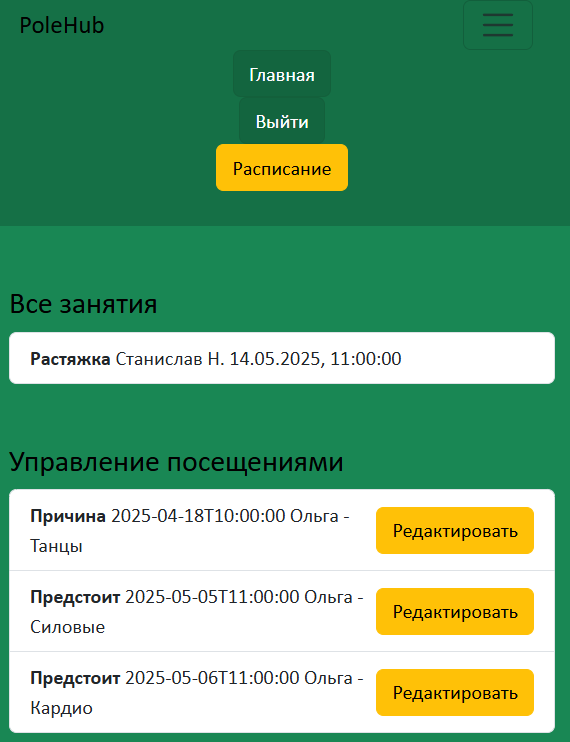 PoleHub
Главная
Выйти
Расписание
Все занятия
Растяжка Станислав Н. 14.05.2025, 11:00:00
Управление посещениями
Причина 2025-04-18T10:00:00 Ольга -
Танцы
Редактировать
Предстоит 2025-05-05T11:00:00 Ольга -
Силовые
Редактировать
Предстоит 2025-05-06T11:00:00 Ольга -
Кардио
Редактировать